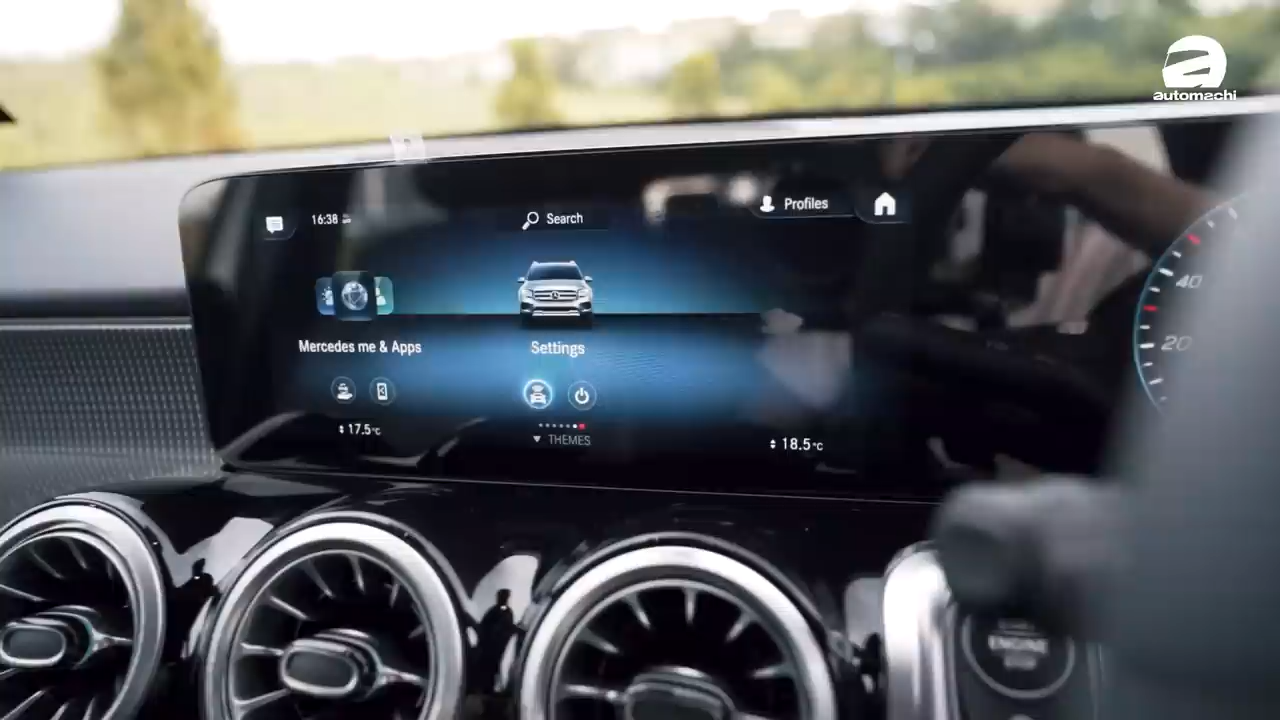 automachi
16:38
Search
Profiles
Mercedes me & Apps
Settings
17.5°C
THEMES
18.5°C
40
20
ENGINE